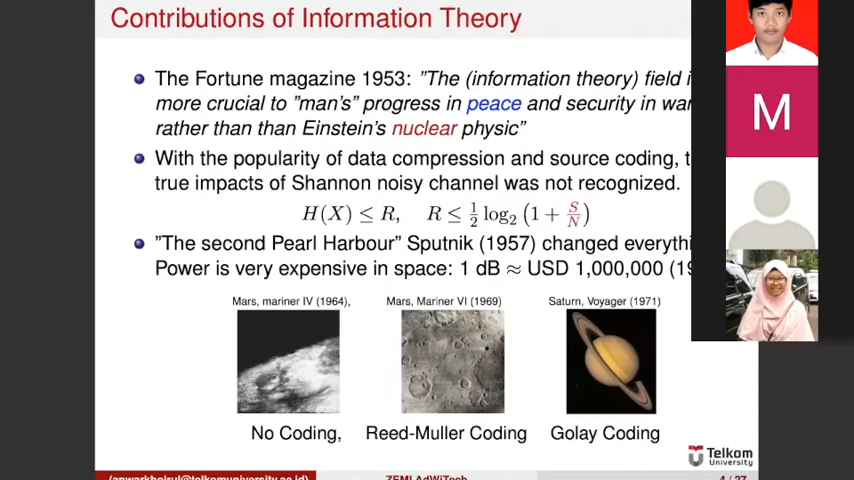 Contributions of Information Theory
The Fortune magazine 1953: "The (information theory) field i
more crucial to "man's" progress in peace and security in war
rather than than Einstein's nuclear physic"
With the popularity of data compression and source coding, t
true impacts of Shannon noisy channel was not recognized.
H(X) ≤ R, R ≤ 1/2 log₂ (1 + S/N)
"The second Pearl Harbour" Sputnik (1957) changed everythi
Power is very expensive in space: 1 dB ≈ USD 1,000,000 (19
Mars, mariner IV (1964), Mars, Mariner VI (1969) Saturn, Voyager (1971)
No Coding, Reed-Muller Coding Golay Coding
M
Telkom
University
(anwarkhoirul@telkomuniversity.ac.id) ZEMI AdWiTech 4 / 27